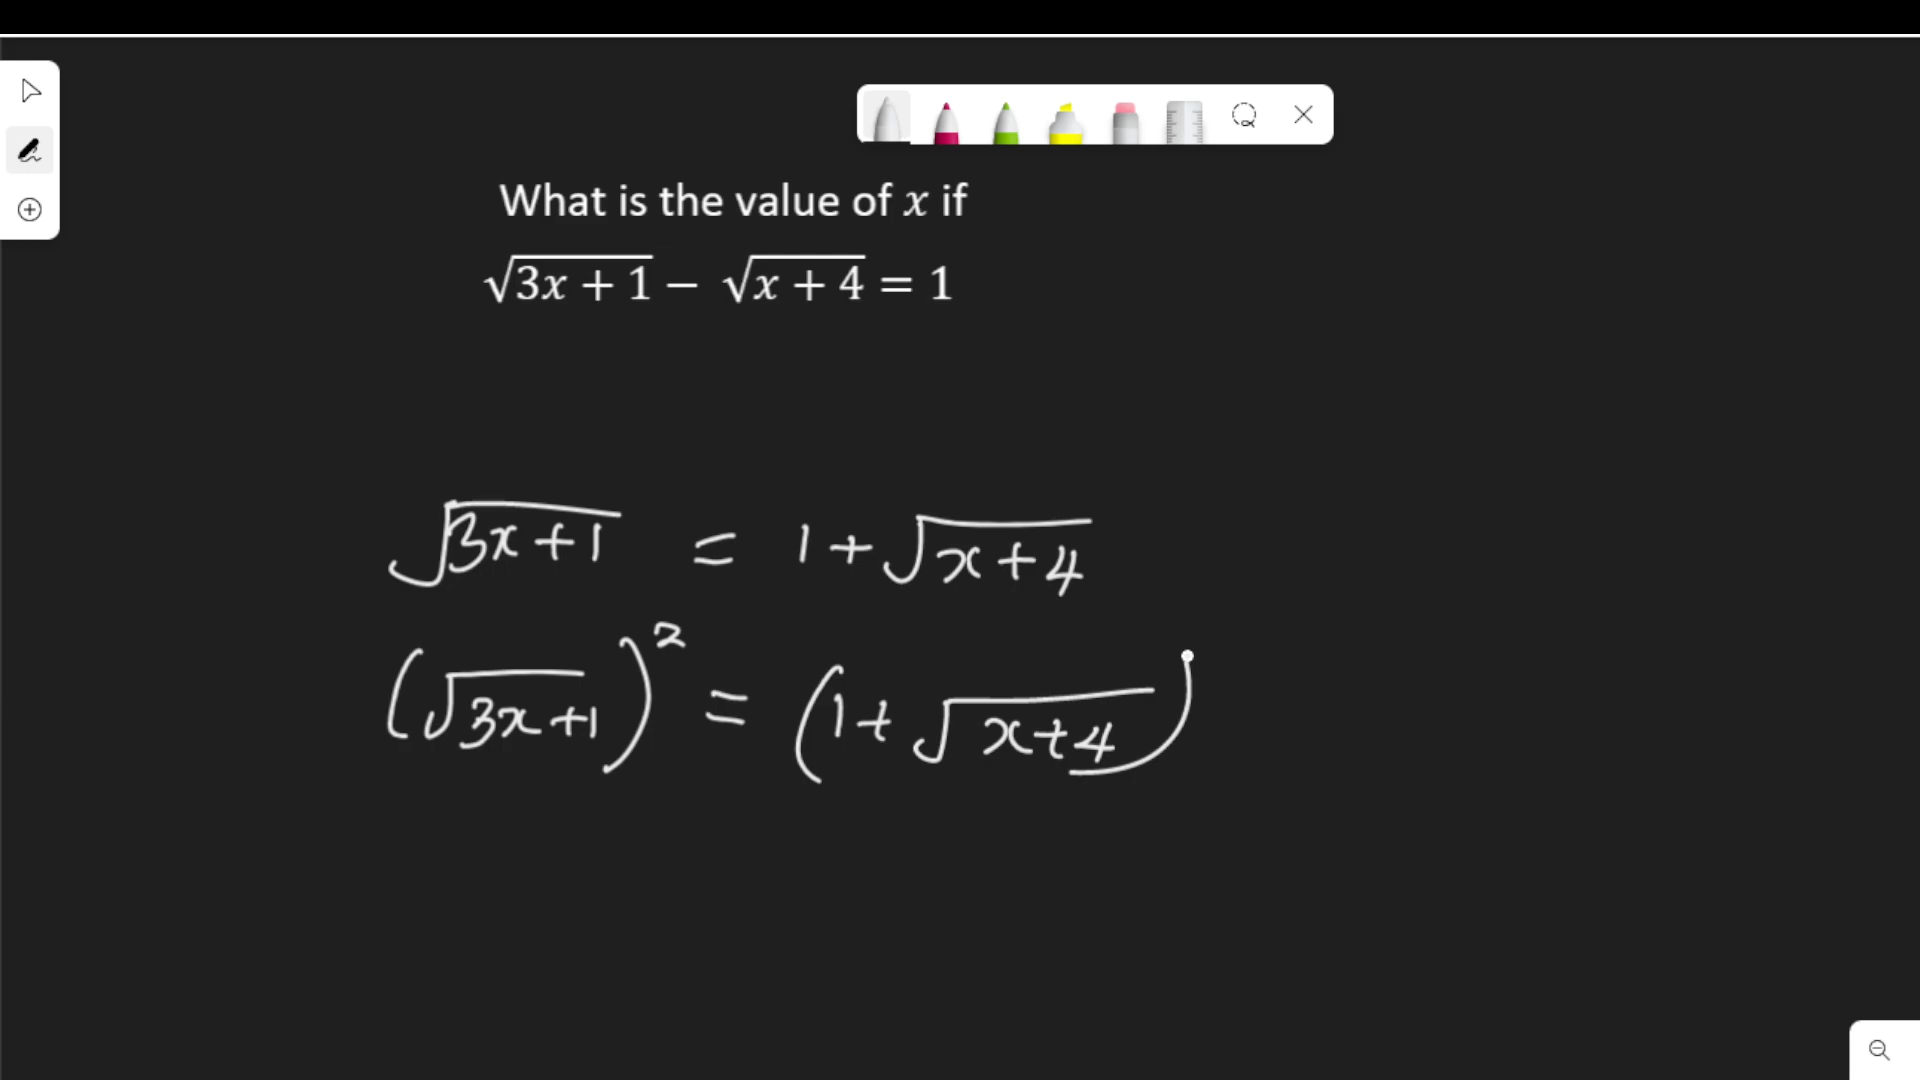 What is the value of x if
√(3x + 1) − √(x + 4) = 1
√(3x+1) = 1+√(x+4)
(√(3x+1))² = (1+√(x+4))